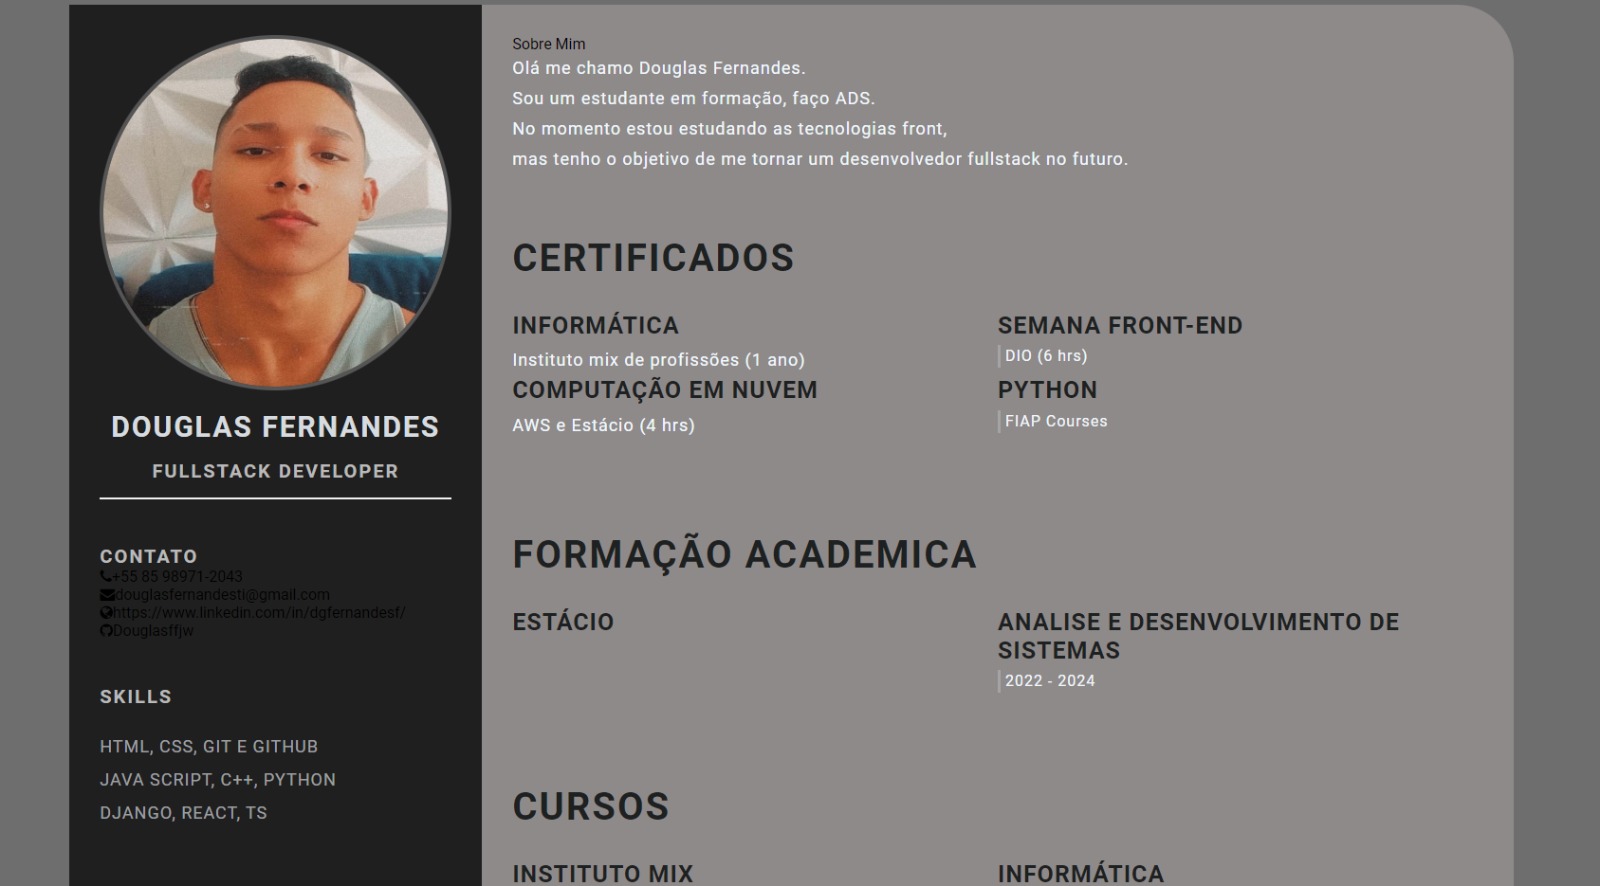 DOUGLAS FERNANDES
FULLSTACK DEVELOPER
CONTATO
+55 85 98971-2043
douglasfernandesti@gmail.com
https://www.linkedin.com/in/dgfernandesf/
Douglasffjw
SKILLS
HTML, CSS, GIT E GITHUB
JAVA SCRIPT, C++, PYTHON
DJANGO, REACT, TS
Sobre Mim
Olá me chamo Douglas Fernandes.
Sou um estudante em formação, faço ADS.
No momento estou estudando as tecnologias front,
mas tenho o objetivo de me tornar um desenvolvedor fullstack no futuro.
CERTIFICADOS
INFORMÁTICA
Instituto mix de profissões (1 ano)
SEMANA FRONT-END
DIO (6 hrs)
COMPUTAÇÃO EM NUVEM
AWS e Estácio (4 hrs)
PYTHON
FIAP Courses
FORMAÇÃO ACADEMICA
ESTÁCIO
ANALISE E DESENVOLVIMENTO DE
SISTEMAS
2022 - 2024
CURSOS
INSTITUTO MIX
INFORMÁTICA